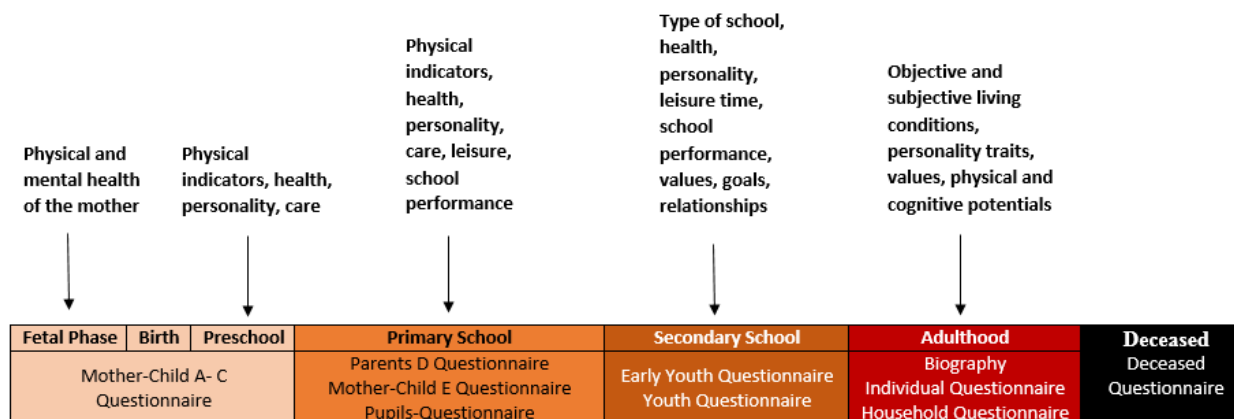 Physical and
mental health
of the mother
Physical
indicators, health,
personality, care
Physical
indicators,
health,
personality,
care, leisure,
school
performance
Type of school,
health,
personality,
leisure time,
school
performance,
values, goals,
relationships
Objective and
subjective living
conditions,
personality traits,
values, physical and
cognitive potentials
Fetal Phase
Birth
Preschool
Primary School
Secondary School
Adulthood
Deceased
Mother-Child A- C
Questionnaire
Parents D Questionnaire
Mother-Child E Questionnaire
Pupils-Questionnaire
Early Youth Questionnaire
Youth Questionnaire
Biography
Individual Questionnaire
Household Questionnaire
Deceased
Questionnaire